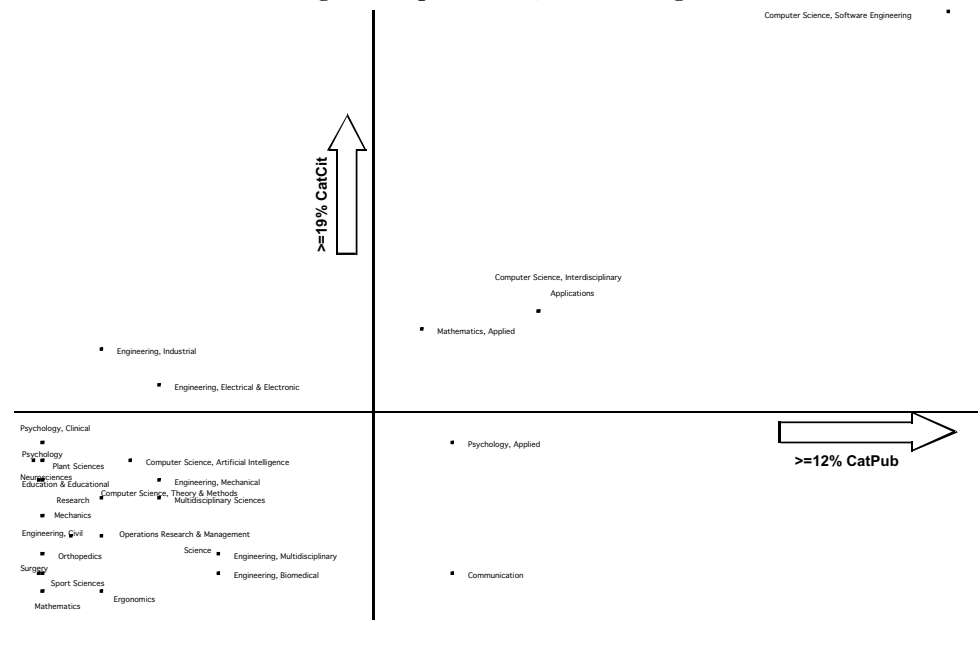 Computer Science, Software Engineering
>=19% CatCit
Computer Science, Interdisciplinary
Applications
Mathematics, Applied
Engineering, Industrial
Engineering, Electrical & Electronic
>=12% CatPub
Psychology, Clinical
Psychology, Applied
Psychology
Plant Sciences
Computer Science, Artificial Intelligence
Neurosciences
Education & Educational
Research
Engineering, Mechanical
Computer Science, Theory & Methods
Multidisciplinary Sciences
Mechanics
Engineering, Civil
Operations Research & Management
Science
Orthopedics
Engineering, Multidisciplinary
Surgery
Sport Sciences
Engineering, Biomedical
Communication
Ergonomics
Mathematics